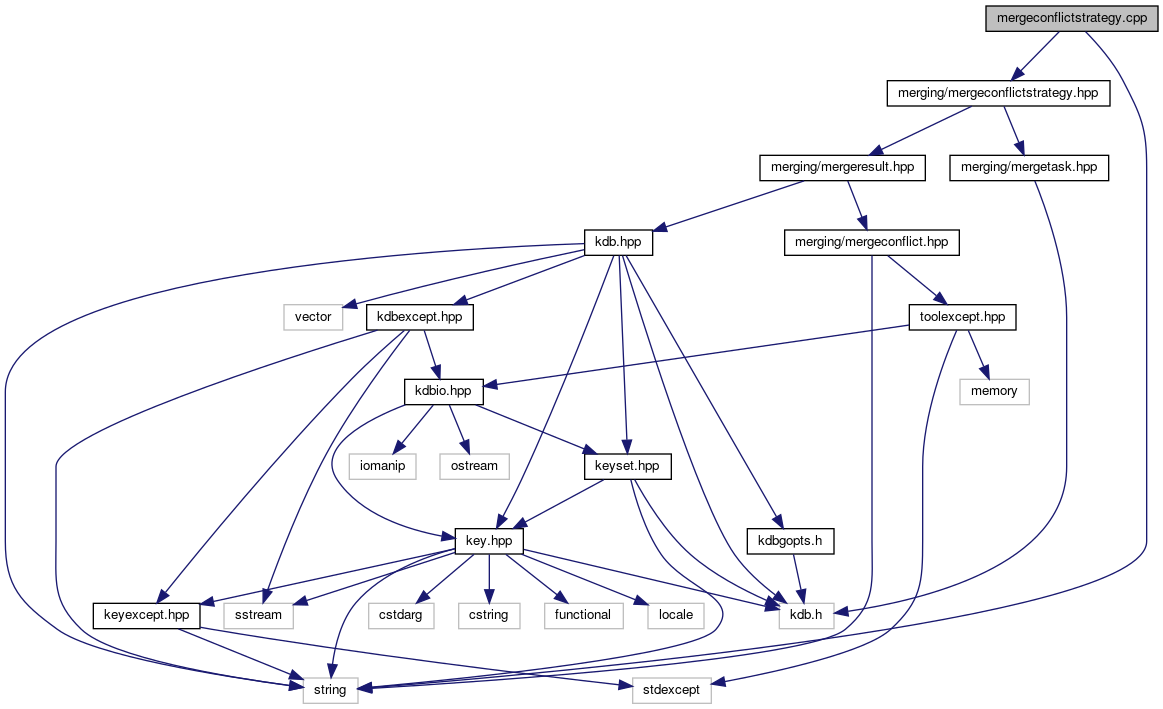 mergeconflictstrategy.cpp
merging/mergeconflictstrategy.hpp
merging/mergeresult.hpp
merging/mergetask.hpp
kdb.hpp
merging/mergeconflict.hpp
vector
kdbexcept.hpp
toolexcept.hpp
kdbio.hpp
memory
iomanip
ostream
keyset.hpp
key.hpp
kdbgopts.h
keyexcept.hpp
sstream
cstdarg
cstring
functional
locale
kdb.h
string
stdexcept